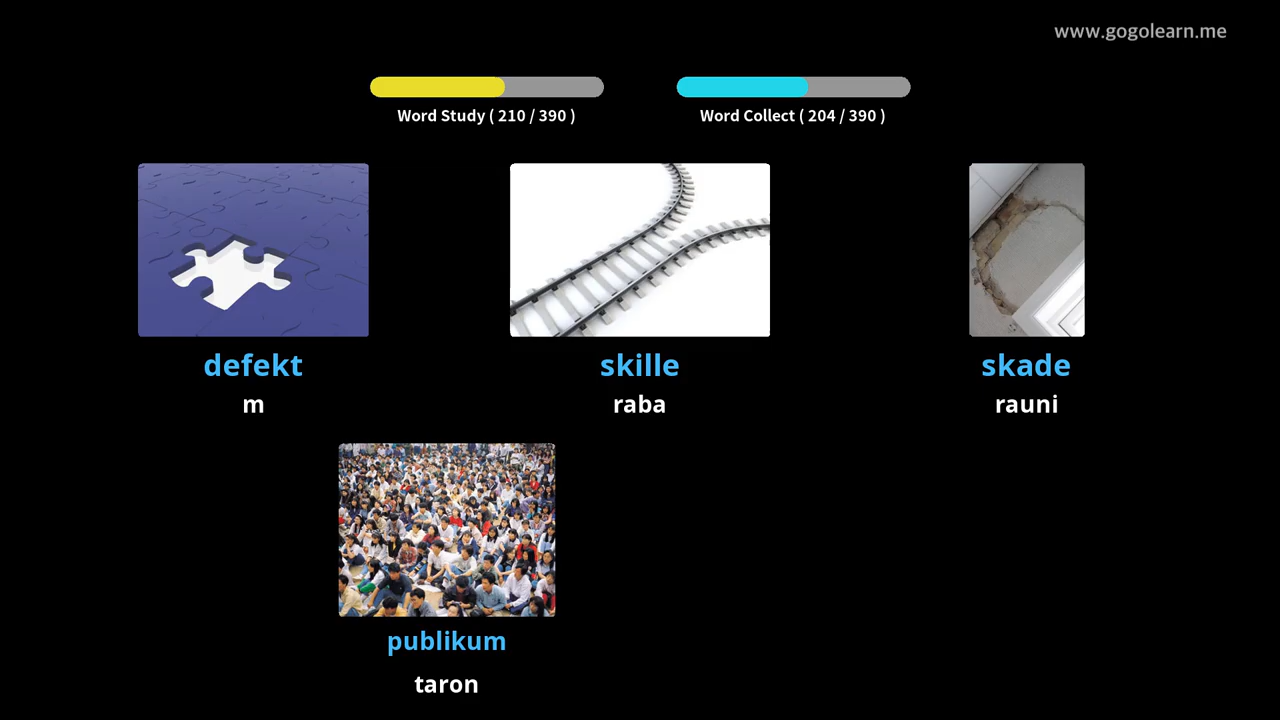 www.gogolearn.me
Word Study ( 210 / 390 )
Word Collect ( 204 / 390 )
defekt
m
skille
raba
skade
rauni
publikum
taron